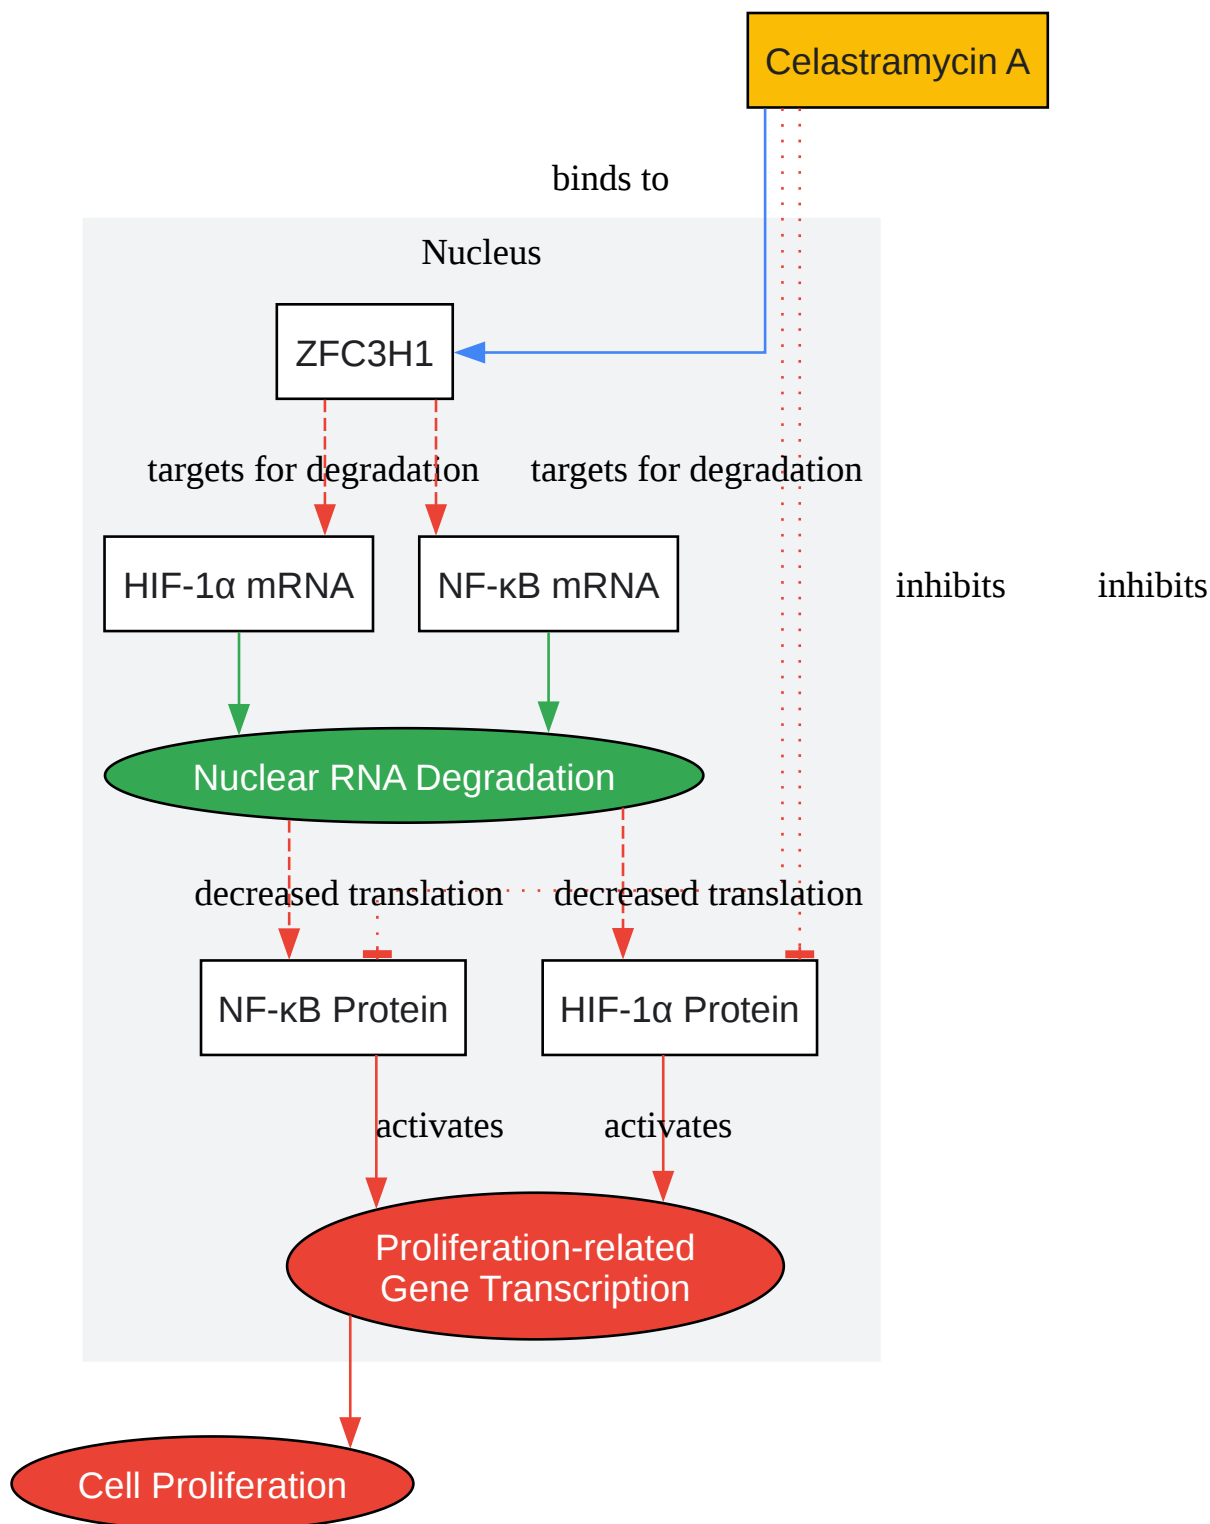 Celastramycin A
binds to
Nucleus
ZFC3H1
targets for degradation
targets for degradation
HIF-1α mRNA
NF-κB mRNA
inhibits
inhibits
Nuclear RNA Degradation
decreased translation
decreased translation
NF-κB Protein
HIF-1α Protein
activates
activates
Proliferation-related
Gene Transcription
Cell Proliferation